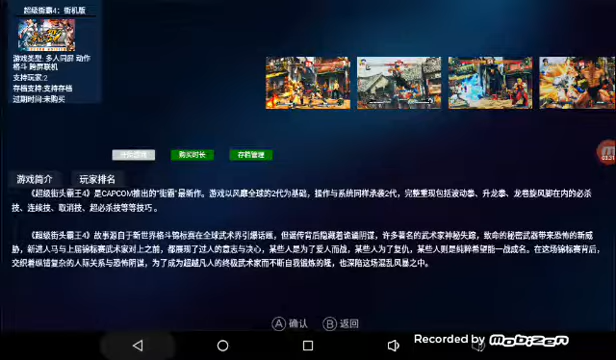 超级街霸4：街机版
游戏类型：多人同屏 动作
格斗 跨屏联机
支持玩家:2
存档支持:支持存档
过期时间:未购买
开始游戏
购买时长
存档管理
游戏简介
玩家排名
《超级街头霸王4》是CAPCOM推出的"街霸"最新作。游戏以风靡全球的2代为基础，操作与系统同样承袭2代，完整重现包括波动拳、升龙拳、龙卷旋风脚在内的必杀
技、连续技、取消技、超必杀技等等技巧。
《超级街头霸王4》故事源自于新世界格斗锦标赛在全球武术界引爆话题，但谣传背后隐藏着诡谲阴谋，许多著名的武术家神秘失踪，致命的秘密武器带来恐怖的新威
胁，新进人马与上届锦标赛武术家对上之前，都展现了过人的意志与决心，某些人是为了爱人而战，某些人为了复仇，某些人则是纯粹希望能一战成名。在这场锦标赛背后，
交织着纵错复杂的人际关系与恐怖阴谋，为了成为超越凡人的终极武术家而不断自我锻炼的隆，也深陷这场混乱风暴之中。
A 确认
B 返回
Recorded by mobizen